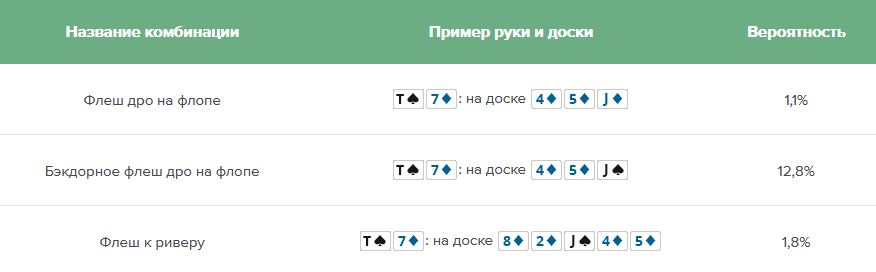 Название комбинации Пример руки и доски Вероятность
Флеш дро на флопе T♠ 7♦ : на доске 4♦ 5♦ J♦ 1,1%
Бэкдорное флеш дро на флопе T♠ 7♦ : на доске 4♦ 5♦ J♠ 12,8%
Флеш к риверу T♠ 7♦ : на доске 8♦ 2♦ J♠ 4♦ 5♦ 1,8%